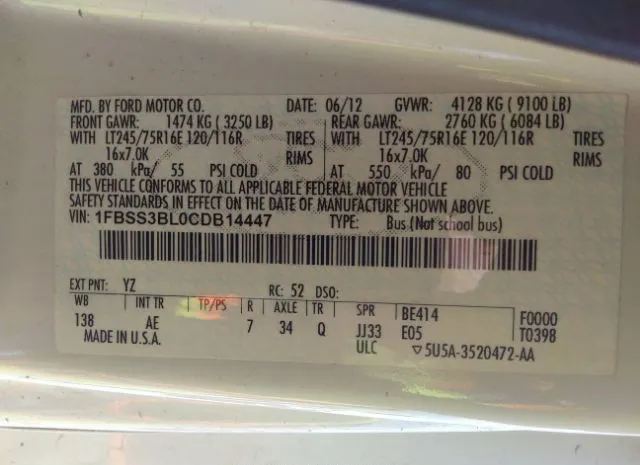 MFD. BY FORD MOTOR CO. DATE: 06/12 GVWR: 4128 KG ( 9100 LB)
FRONT GAWR: 1474 KG ( 3250 LB) REAR GAWR: 2760 KG ( 6084 LB)
WITH LT245/75R16E 120/116R TIRES WITH LT245/75R16E 120/116R TIRES
16x7.0K RIMS 16x7.0K RIMS
AT 380 kPa/ 55 PSI COLD AT 550 kPa/ 80 PSI COLD
THIS VEHICLE CONFORMS TO ALL APPLICABLE FEDERAL MOTOR VEHICLE
SAFETY STANDARDS IN EFFECT ON THE DATE OF MANUFACTURE SHOWN ABOVE.
VIN: 1FBSS3BL0CDB14447 TYPE: Bus (Not school bus)
EXT PNT: YZ RC: 52 DSO:
WB INT TR TP/PS R AXLE TR SPR BE414 F0000
138 AE 7 34 Q JJ33 E05 T0398
MADE IN U.S.A. ULC ▽5U5A-3520472-AA